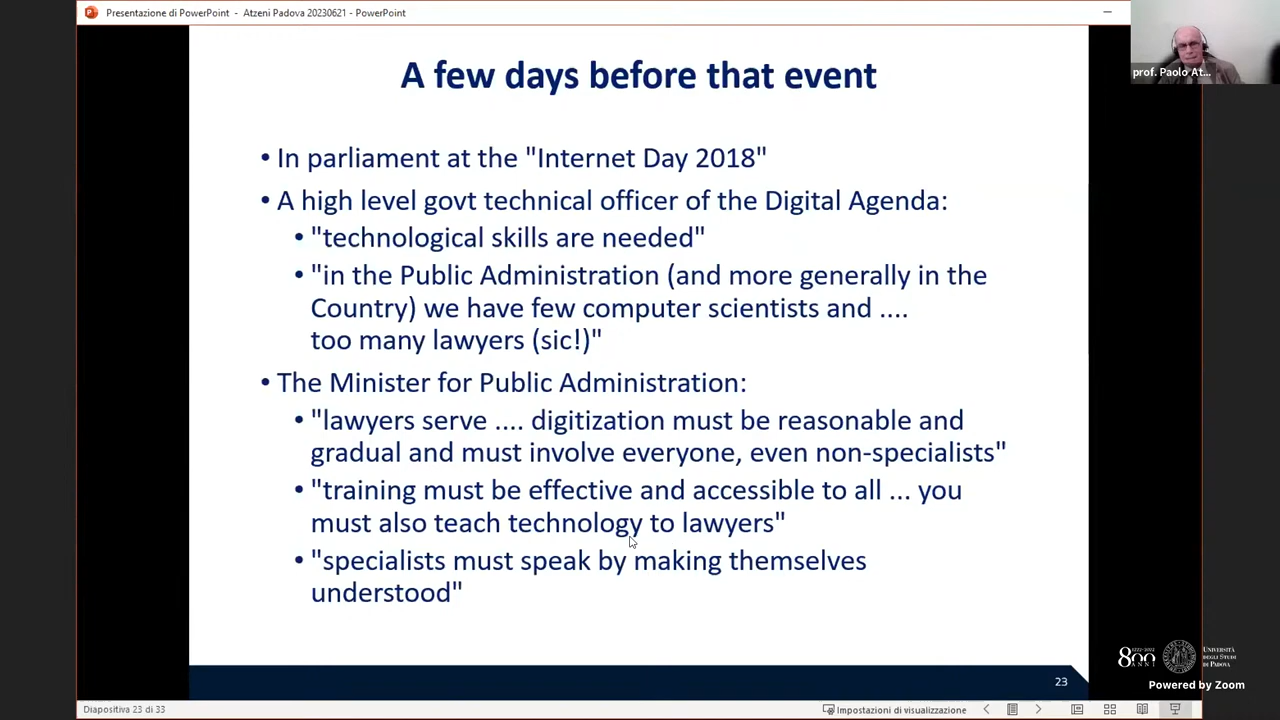 Presentazione di PowerPoint - Atzeni Padova 20230621 - PowerPoint
prof. Paolo At...
A few days before that event
• In parliament at the "Internet Day 2018"
• A high level govt technical officer of the Digital Agenda:
• "technological skills are needed"
• "in the Public Administration (and more generally in the
Country) we have few computer scientists and ....
too many lawyers (sic!)"
• The Minister for Public Administration:
• "lawyers serve .... digitization must be reasonable and
gradual and must involve everyone, even non-specialists"
• "training must be effective and accessible to all ... you
must also teach technology to lawyers"
• "specialists must speak by making themselves
understood"
23
1222-2022
800
ANNI
UNIVERSITÀ
DEGLI STUDI
DI PADOVA
Powered by Zoom
Diapositiva 23 di 33
Impostazioni di visualizzazione